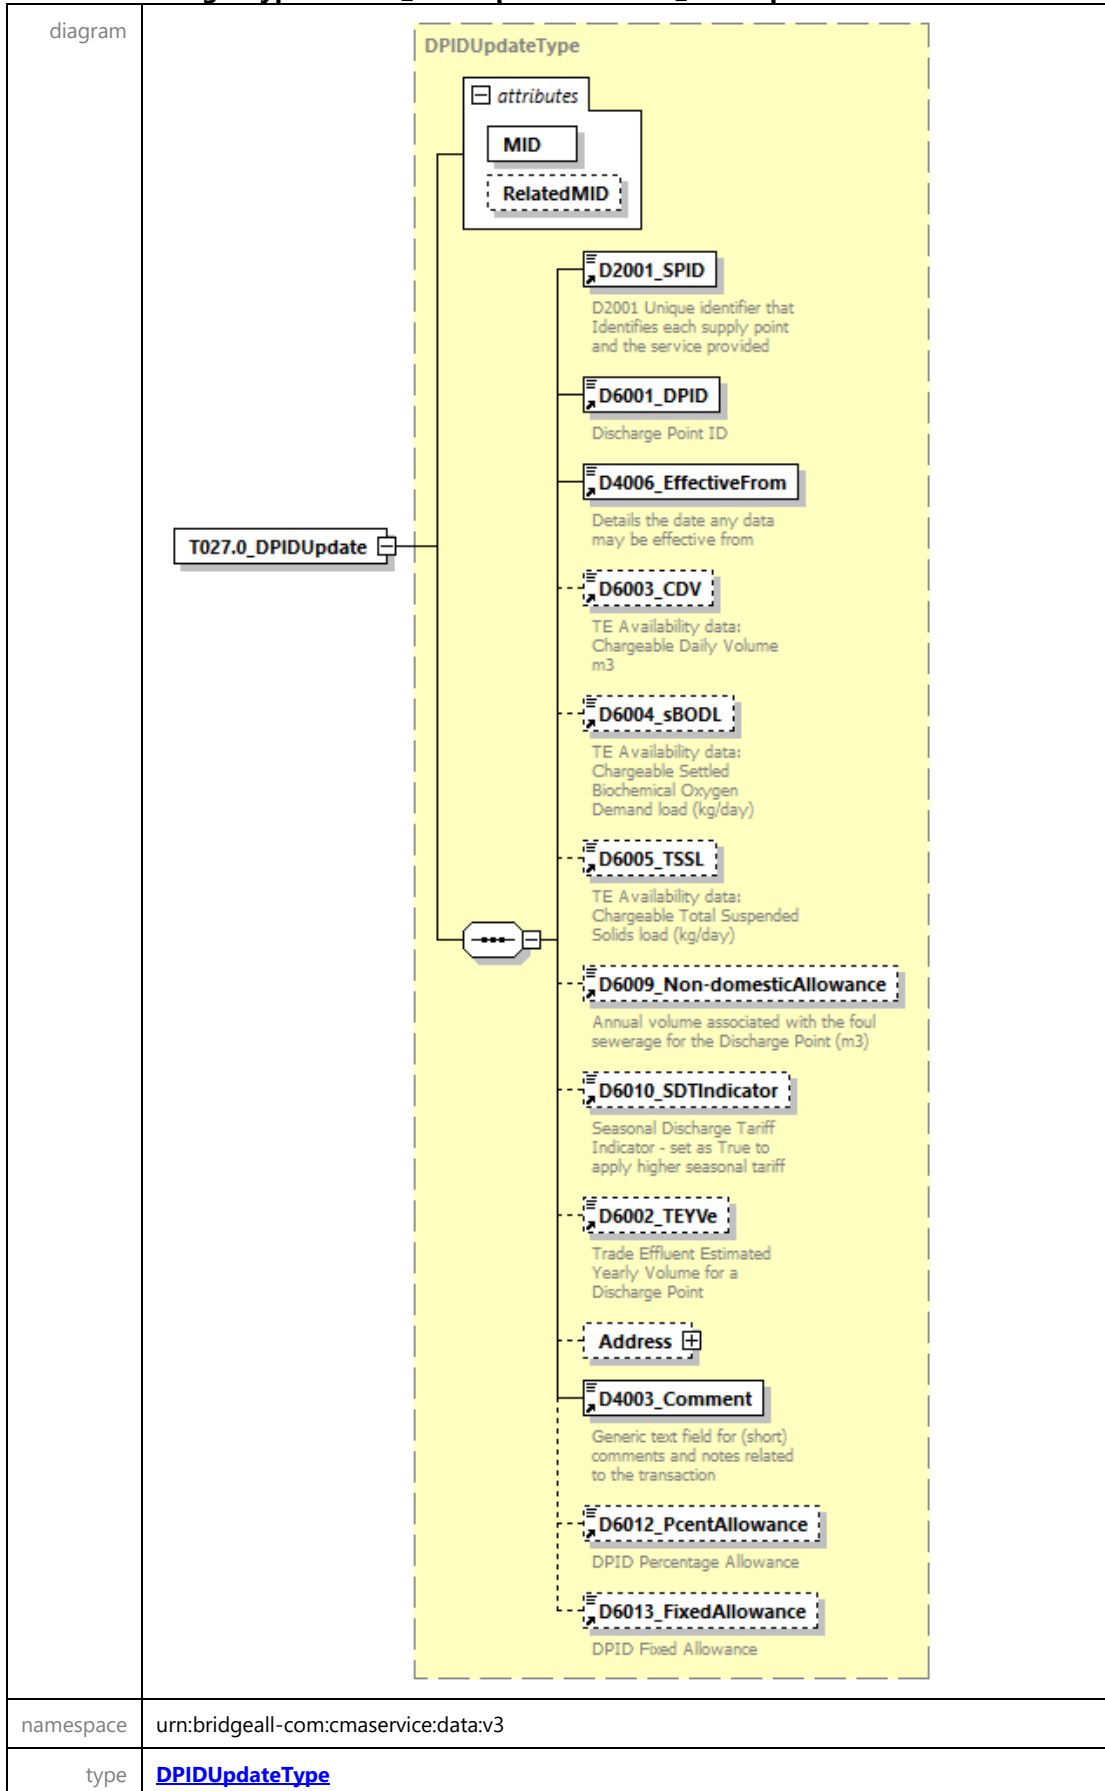 diagram
DPIDUpdateType
attributes
MID
RelatedMID
D2001_SPID
D2001 Unique identifier that
Identifies each supply point
and the service provided
D6001_DPID
Discharge Point ID
D4006_EffectiveFrom
Details the date any data
may be effective from
T027.0_DPIDUpdate
D6003_CDV
TE Availability data:
Chargeable Daily Volume
m3
D6004_sBODL
TE Availability data:
Chargeable Settled
Biochemical Oxygen
Demand load (kg/day)
D6005_TSSL
TE Availability data:
Chargeable Total Suspended
Solids load (kg/day)
D6009_Non-domesticAllowance
Annual volume associated with the foul
sewerage for the Discharge Point (m3)
D6010_SDTIndicator
Seasonal Discharge Tariff
Indicator - set as True to
apply higher seasonal tariff
D6002_TEYVe
Trade Effluent Estimated
Yearly Volume for a
Discharge Point
Address
D4003_Comment
Generic text field for (short)
comments and notes related
to the transaction
D6012_PcentAllowance
DPID Percentage Allowance
D6013_FixedAllowance
DPID Fixed Allowance
namespace
urn:bridgeall-com:cmaservice:data:v3
type
DPIDUpdateType